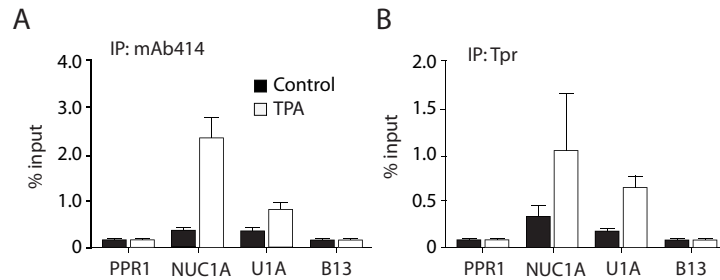 A
IP: mAb414
4.0
3.0
2.0
1.0
0
% input
Control
TPA
PPR1 NUC1A U1A B13
B
IP: Tpr
2.0
1.5
1.0
0.5
0
% input
PPR1 NUC1A U1A B13